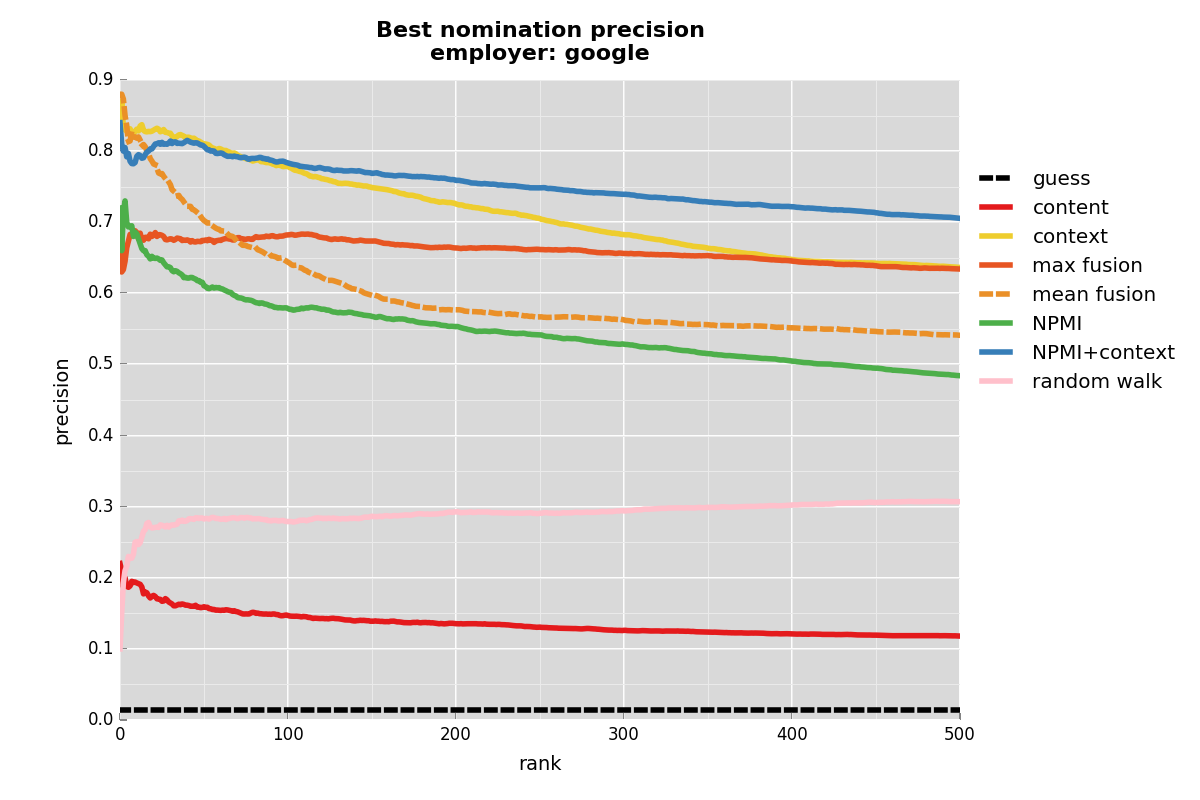 Best nomination precision
employer: google
precision
0.9
0.8
0.7
0.6
0.5
0.4
0.3
0.2
0.1
0.0
0
100
200
300
400
500
rank
guess
content
context
max fusion
mean fusion
NPMI
NPMI+context
random walk